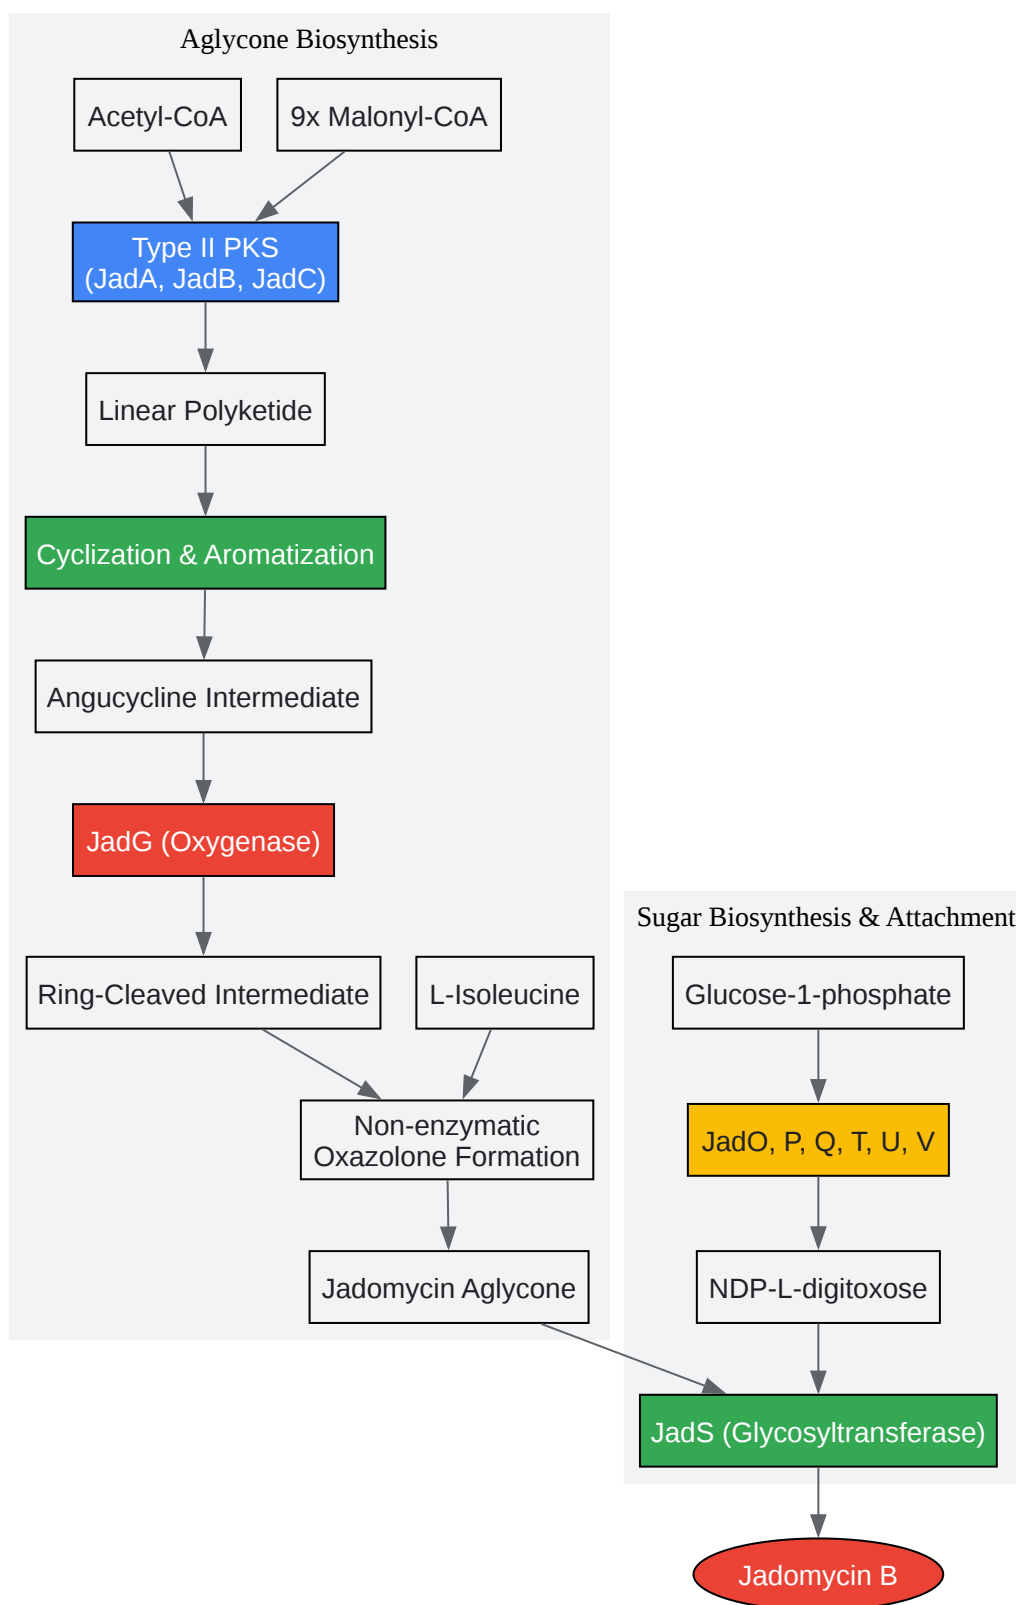 Aglycone Biosynthesis
Acetyl-CoA
9x Malonyl-CoA
Type II PKS
(JadA, JadB, JadC)
Linear Polyketide
Cyclization & Aromatization
Angucycline Intermediate
JadG (Oxygenase)
Ring-Cleaved Intermediate
L-Isoleucine
Non-enzymatic
Oxazolone Formation
Jadomycin Aglycone
Sugar Biosynthesis & Attachment
Glucose-1-phosphate
JadO, P, Q, T, U, V
NDP-L-digitoxose
JadS (Glycosyltransferase)
Jadomycin B